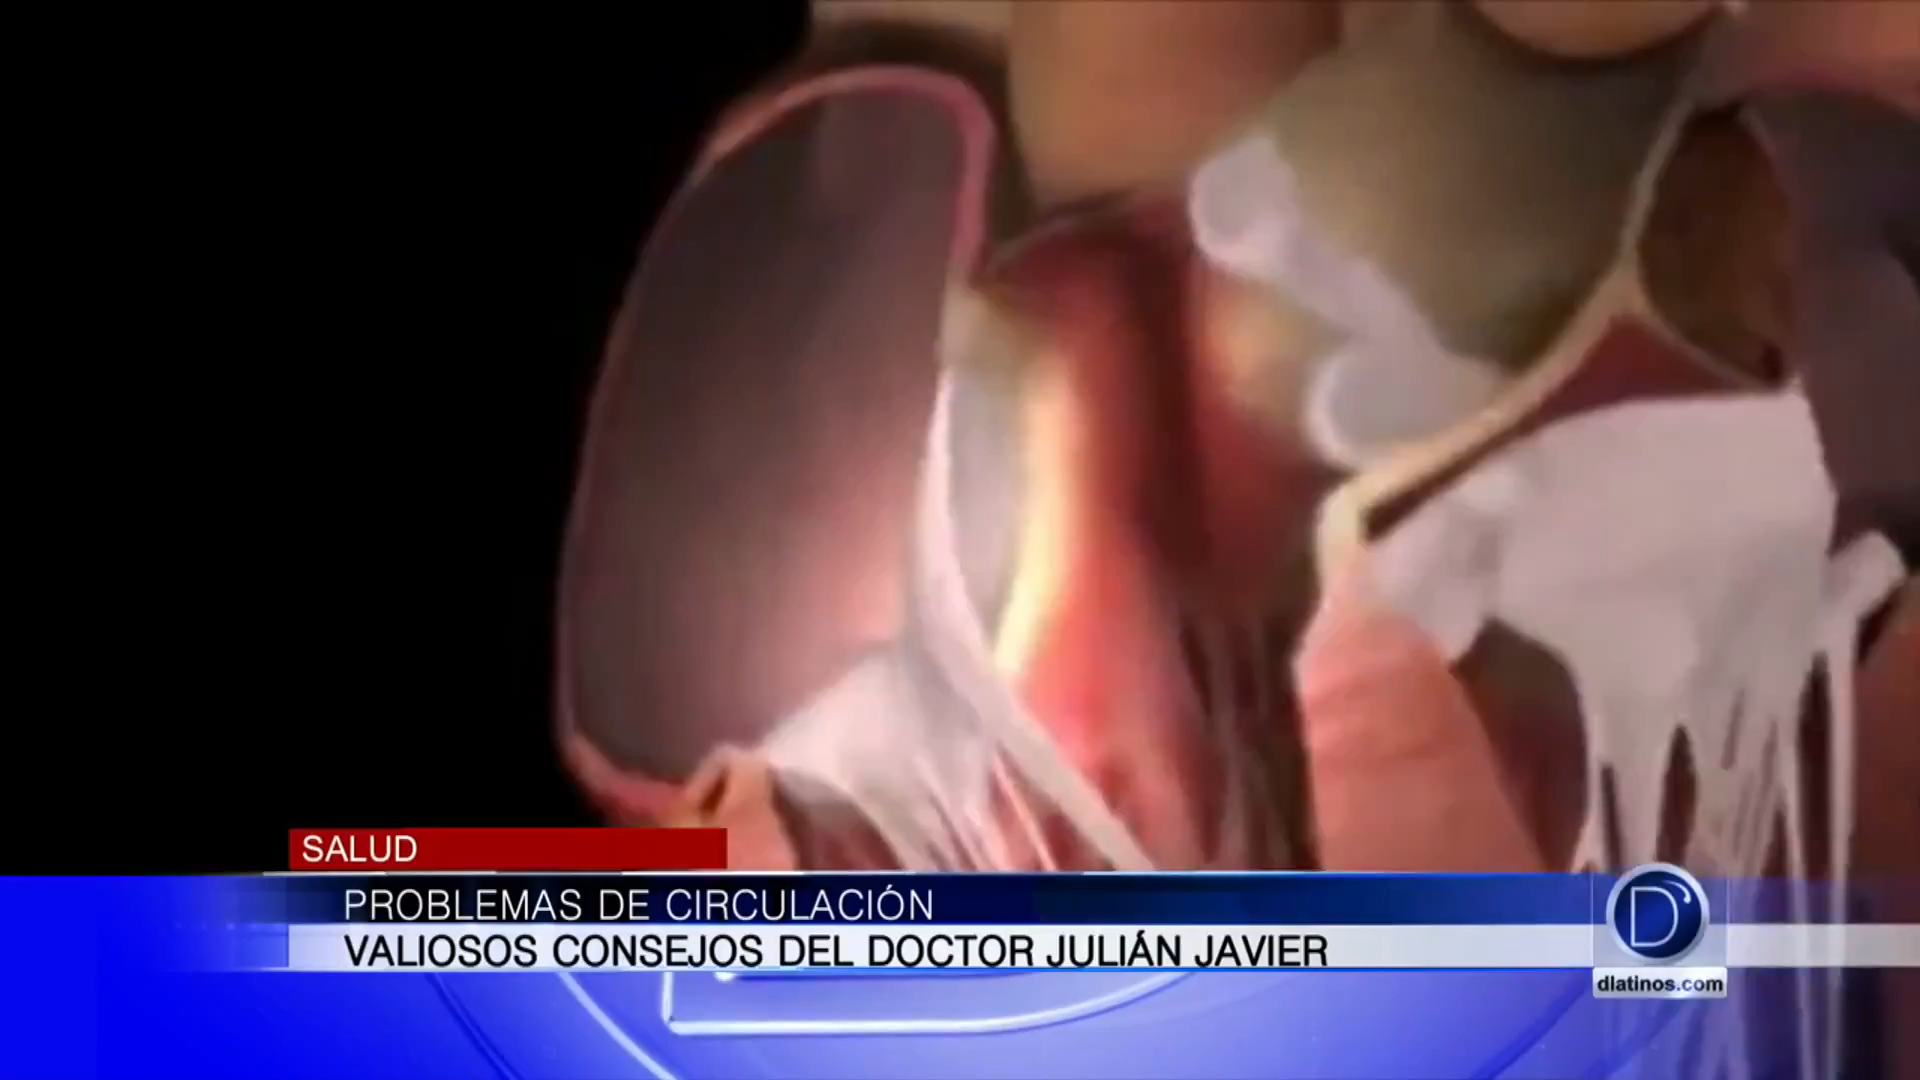 SALUD
PROBLEMAS DE CIRCULACIÓN
VALIOSOS CONSEJOS DEL DOCTOR JULIÁN JAVIER
D
dlatinos.com